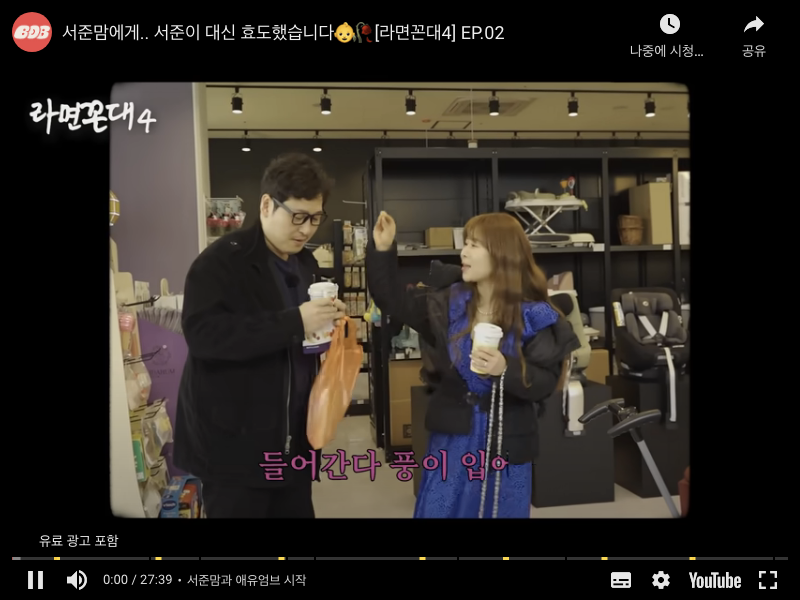 BDB
서준맘에게.. 서준이 대신 효도했습니다👶🥀[라면꼰대4] EP.02
나중에 시청...
공유
라면꼰대4
들어간다 풍이 입
유료 광고 포함
0:00 / 27:39 • 서준맘과 애유엄브 시작
YouTube